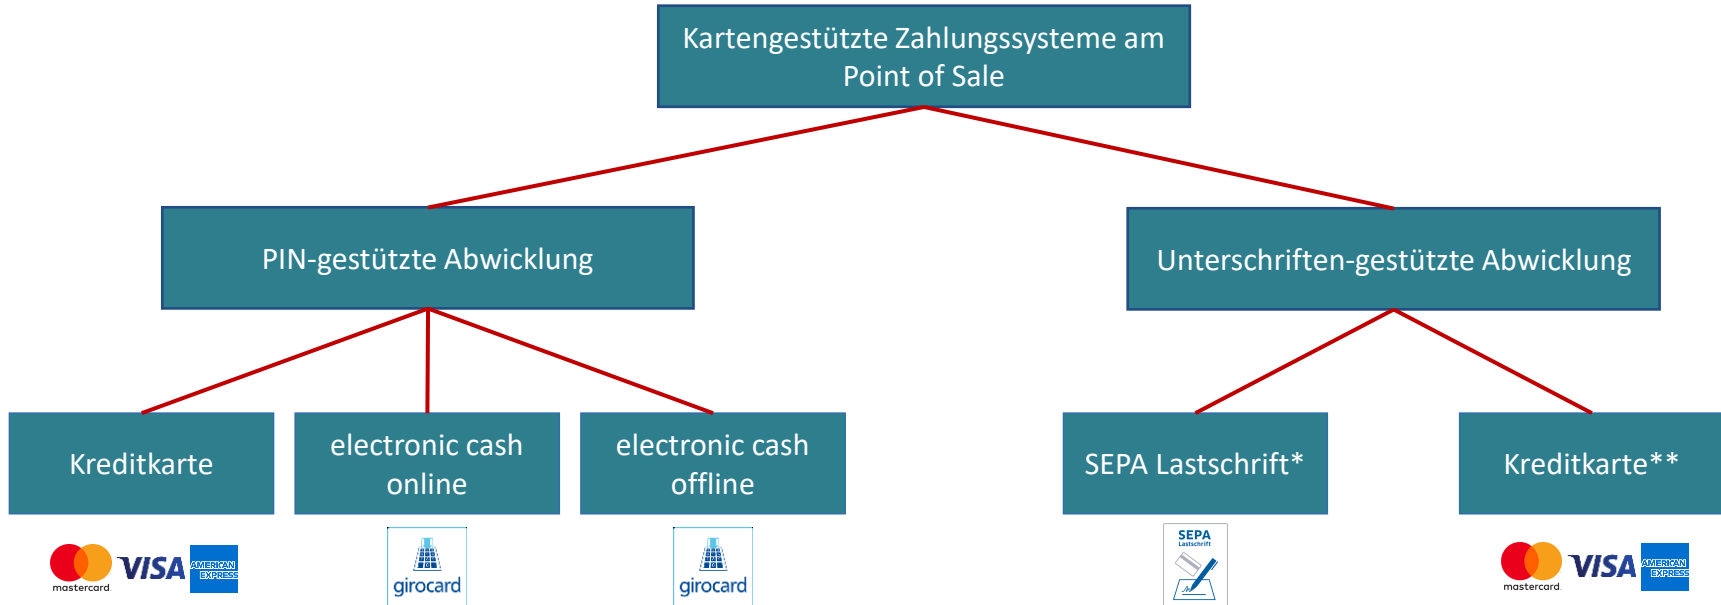 Kartengestützte Zahlungssysteme am
Point of Sale
PIN-gestützte Abwicklung
Unterschriften-gestützte Abwicklung
Kreditkarte
electronic cash
online
electronic cash
offline
SEPA Lastschrift*
Kreditkarte**
mastercard.
VISA
AMERICAN
EXPRESS
girocard
girocard
SEPA
Lastschrift
mastercard.
VISA
AMERICAN
EXPRESS